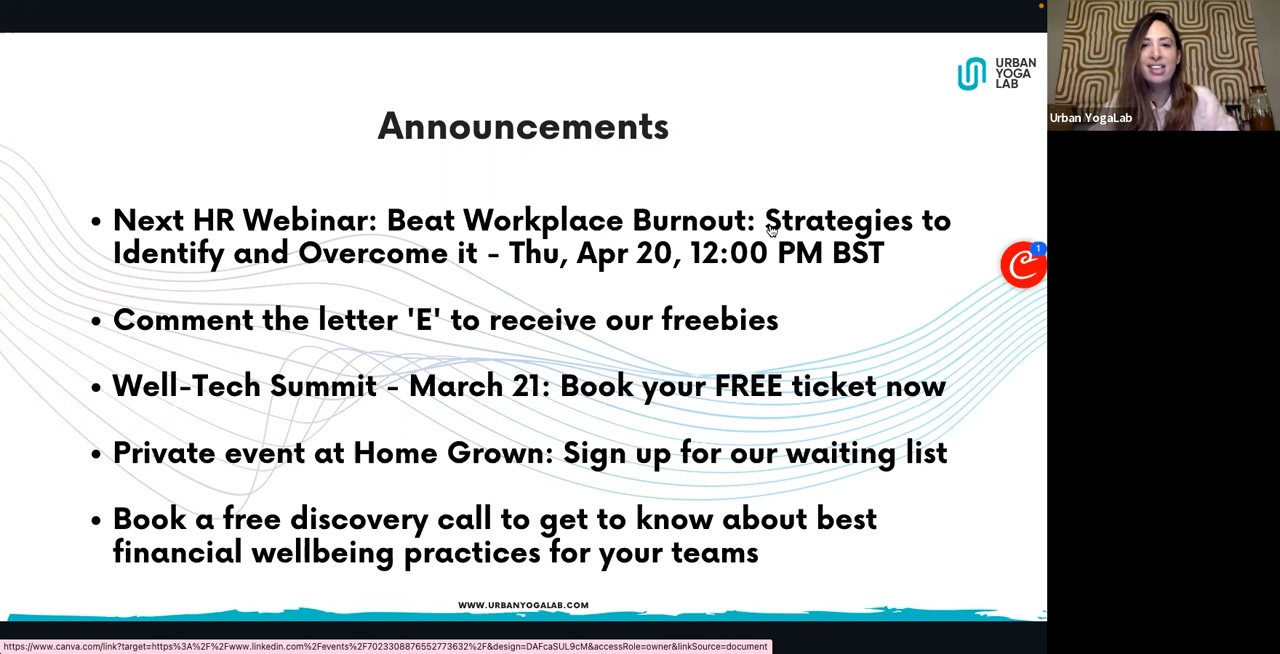 URBAN
YOGA
LAB
Urban YogaLab
Announcements
• Next HR Webinar: Beat Workplace Burnout: Strategies to
Identify and Overcome it - Thu, Apr 20, 12:00 PM BST
1
• Comment the letter 'E' to receive our freebies
• Well-Tech Summit - March 21: Book your FREE ticket now
• Private event at Home Grown: Sign up for our waiting list
• Book a free discovery call to get to know about best
financial wellbeing practices for your teams
WWW.URBANYOGALAB.COM
https://www.canva.com/link?target=https%3A%2F%2Fwww.linkedin.com%2Fevents%2F7023308876552773632%2F&design=DAFcaSUL9cM&accessRole=owner&linkSource=document